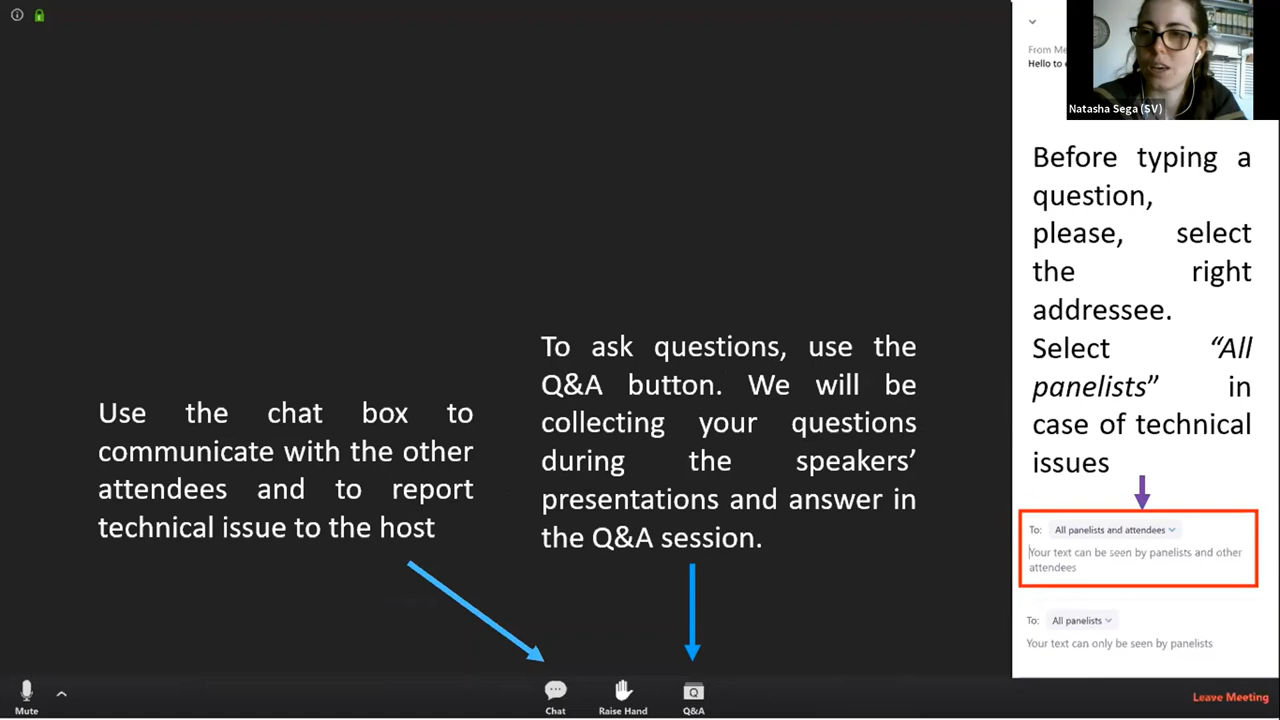 From Me
Hello to
Natasha Sega (SV)
Before typing a
question,
please, select
the right
addressee.
Select “All
panelists” in
case of technical
issues
To ask questions, use the
Q&A button. We will be
collecting your questions
during the speakers’
presentations and answer in
the Q&A session.
Use the chat box to
communicate with the other
attendees and to report
technical issue to the host
To: All panelists and attendees
Your text can be seen by panelists and other
attendees
To: All panelists
Your text can only be seen by panelists
Mute
Chat
Raise Hand
Q&A
Leave Meeting